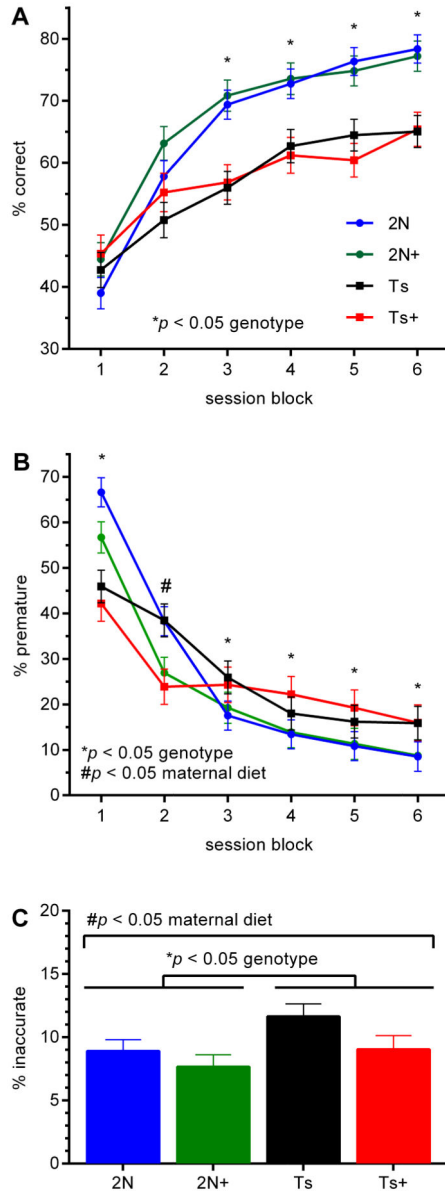 A
80
*
*
*
*
70
60
% correct
50
2N
2N+
40
Ts
*p < 0.05 genotype
Ts+
30
1 2 3 4 5 6
session block
B
*
70
60
50
% premature
#
40
30
*
*
*
*
20
10
*p < 0.05 genotype
#p < 0.05 maternal diet
0
1 2 3 4 5 6
session block
C
20
#p < 0.05 maternal diet
*p < 0.05 genotype
15
% inaccurate
10
5
0
2N 2N+ Ts Ts+